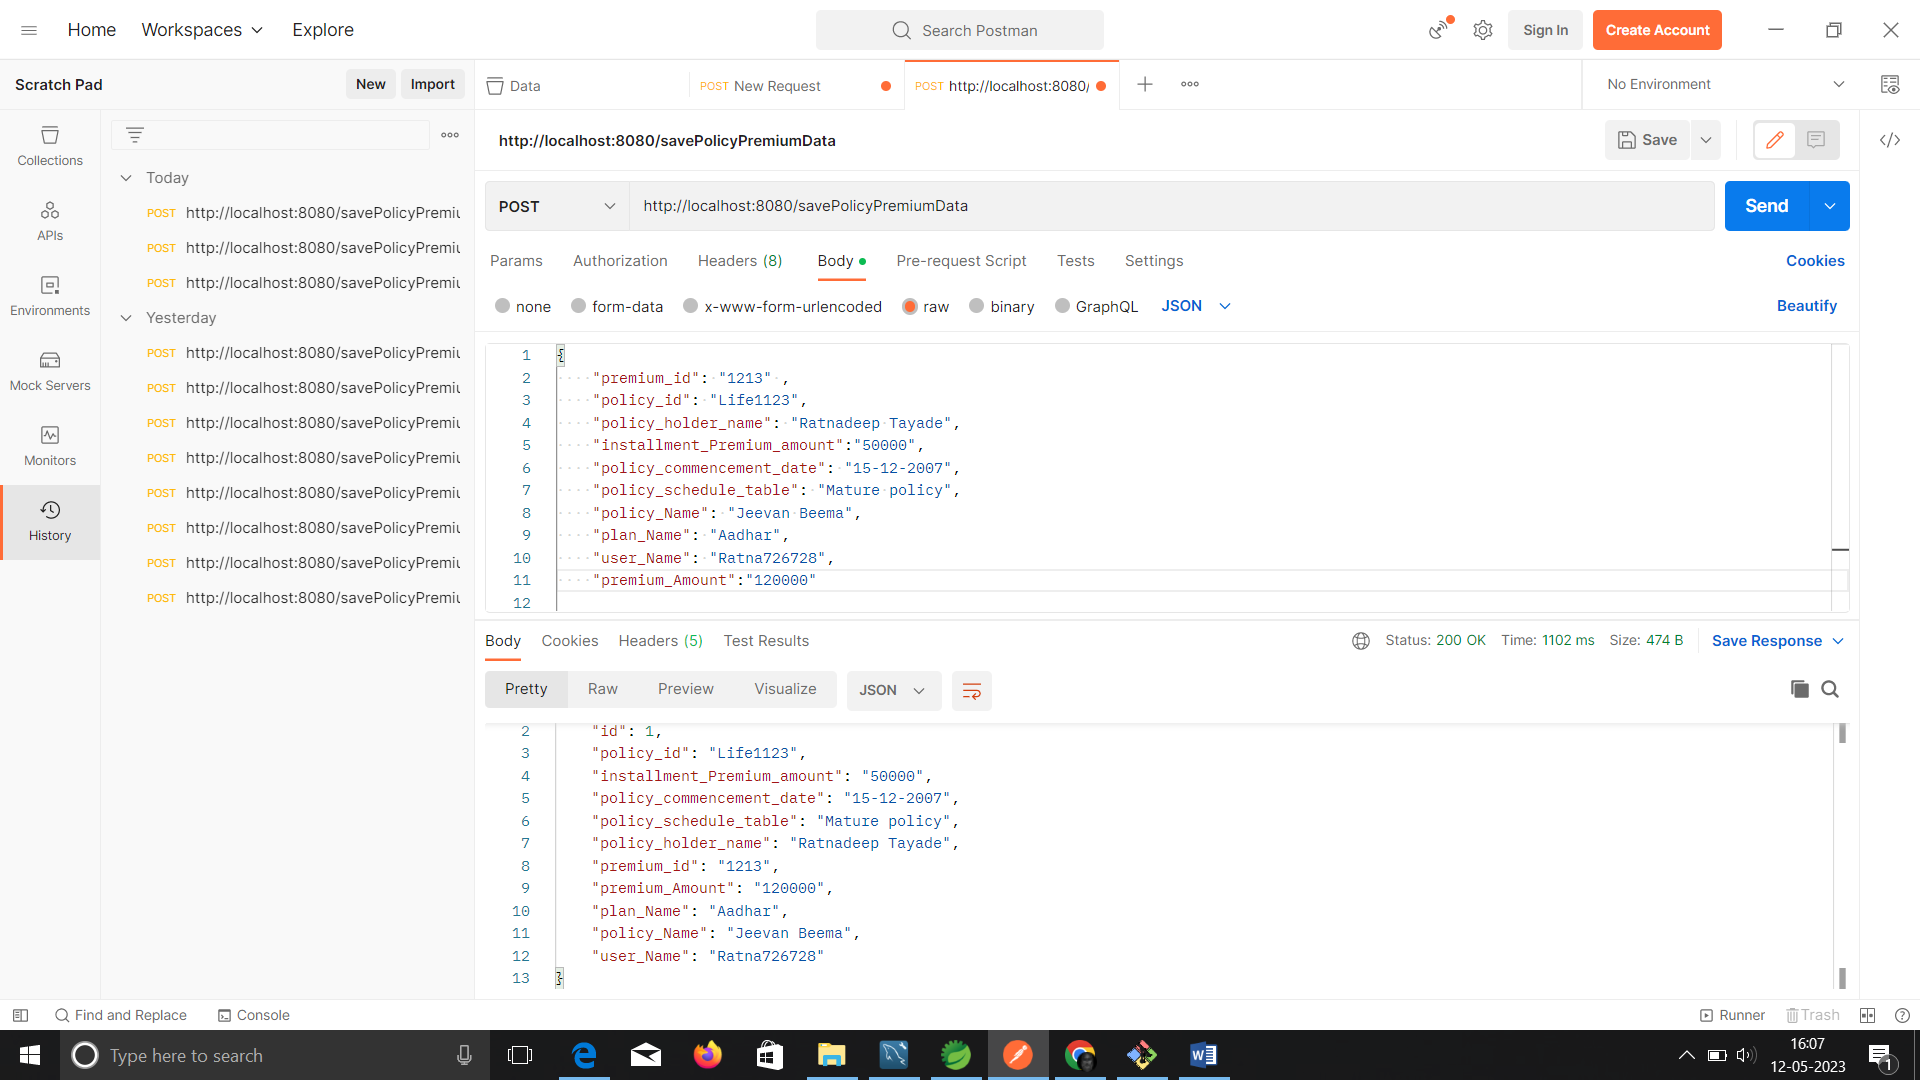 Home Workspaces Explore Search Postman Sign In Create Account
Scratch Pad New Import Data POST New Request POST http://localhost:8080/ No Environment
Collections
APIs
Environments
Mock Servers
Monitors
History
Today
POST http://localhost:8080/savePolicyPremiu
POST http://localhost:8080/savePolicyPremiu
POST http://localhost:8080/savePolicyPremiu
Yesterday
POST http://localhost:8080/savePolicyPremiu
POST http://localhost:8080/savePolicyPremiu
POST http://localhost:8080/savePolicyPremiu
POST http://localhost:8080/savePolicyPremiu
POST http://localhost:8080/savePolicyPremiu
POST http://localhost:8080/savePolicyPremiu
POST http://localhost:8080/savePolicyPremiu
POST http://localhost:8080/savePolicyPremiu
http://localhost:8080/savePolicyPremiumData Save </>
POST http://localhost:8080/savePolicyPremiumData Send
Params Authorization Headers (8) Body Pre-request Script Tests Settings Cookies
none form-data x-www-form-urlencoded raw binary GraphQL JSON Beautify
1 {
2 "premium_id": "1213" ,
3 "policy_id": "Life1123",
4 "policy_holder_name": "Ratnadeep Tayade",
5 "installment_Premium_amount":"50000",
6 "policy_commencement_date": "15-12-2007",
7 "policy_schedule_table": "Mature policy",
8 "policy_Name": "Jeevan Beema",
9 "plan_Name": "Aadhar",
10 "user_Name": "Ratna726728",
11 "premium_Amount":"120000"
12
Body Cookies Headers (5) Test Results Status: 200 OK Time: 1102 ms Size: 474 B Save Response
Pretty Raw Preview Visualize JSON
2 "id": 1,
3 "policy_id": "Life1123",
4 "installment_Premium_amount": "50000",
5 "policy_commencement_date": "15-12-2007",
6 "policy_schedule_table": "Mature policy",
7 "policy_holder_name": "Ratnadeep Tayade",
8 "premium_id": "1213",
9 "premium_Amount": "120000",
10 "plan_Name": "Aadhar",
11 "policy_Name": "Jeevan Beema",
12 "user_Name": "Ratna726728"
13 }
Find and Replace Console Runner Trash
Type here to search
16:07
12-05-2023
1